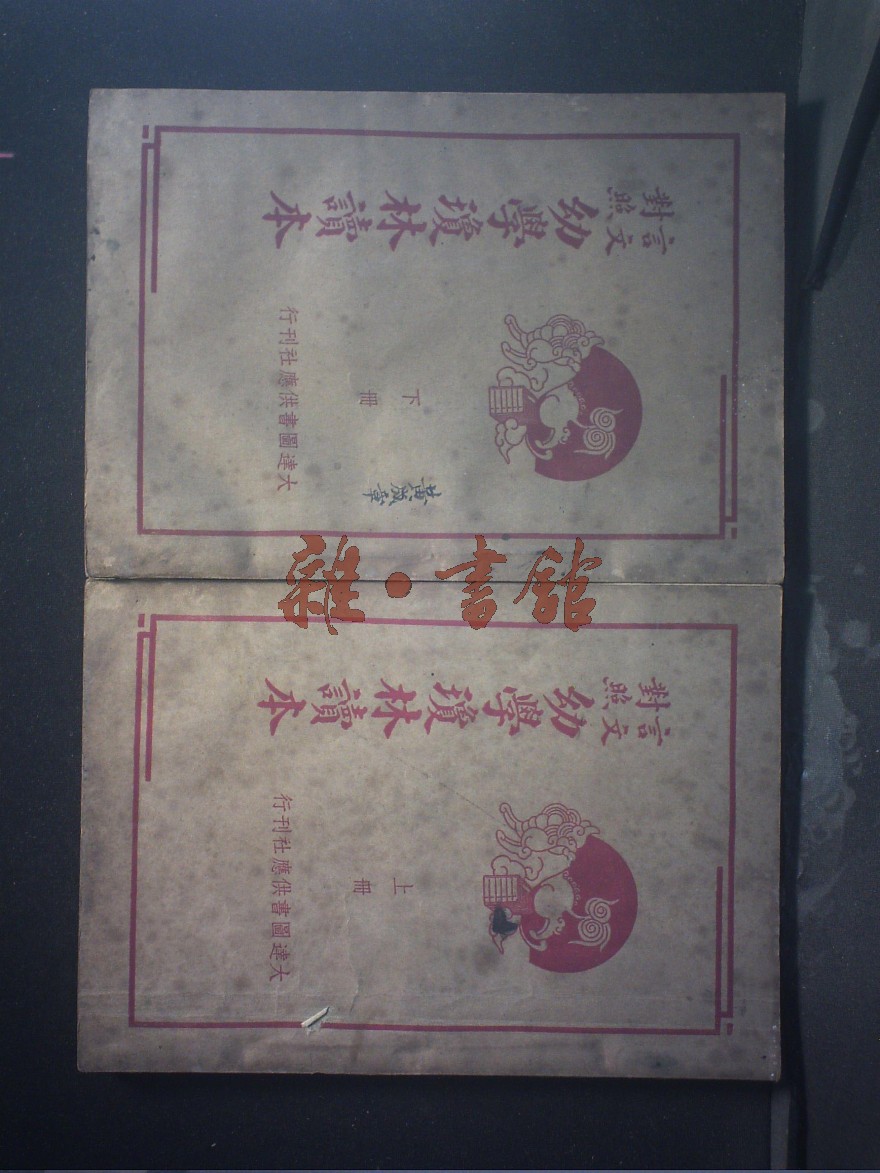 言文
對照
幼學瓊林讀本
上冊
大達圖書供應社刊行
言文
對照
幼學瓊林讀本
下冊
大達圖書供應社刊行
雜·書館